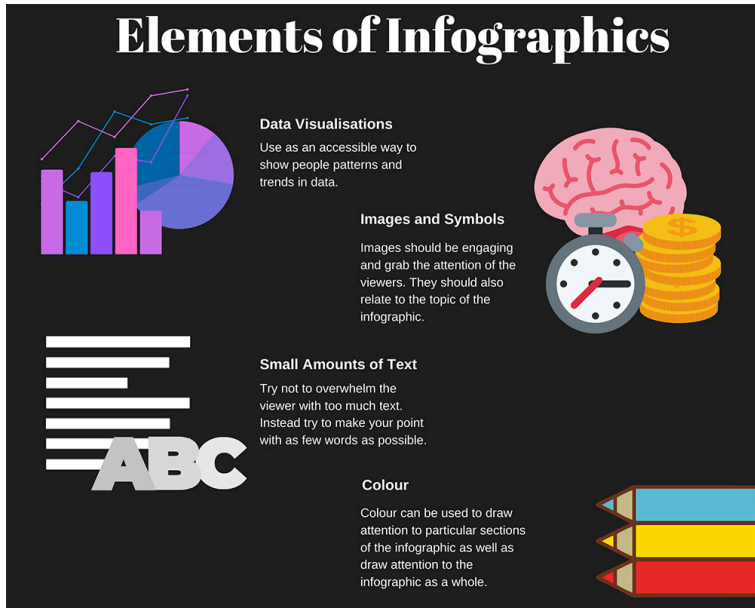 Elements of Infographics
Data Visualisations
Use as an accessible way to
show people patterns and
trends in data.
Images and Symbols
Images should be engaging
and grab the attention of the
viewers. They should also
relate to the topic of the
infographic.
$
Small Amounts of Text
Try not to overwhelm the
viewer with too much text.
Instead try to make your point
with as few words as possible.
ABC
Colour
Colour can be used to draw
attention to particular sections
of the infographic as well as
draw attention to the
infographic as a whole.